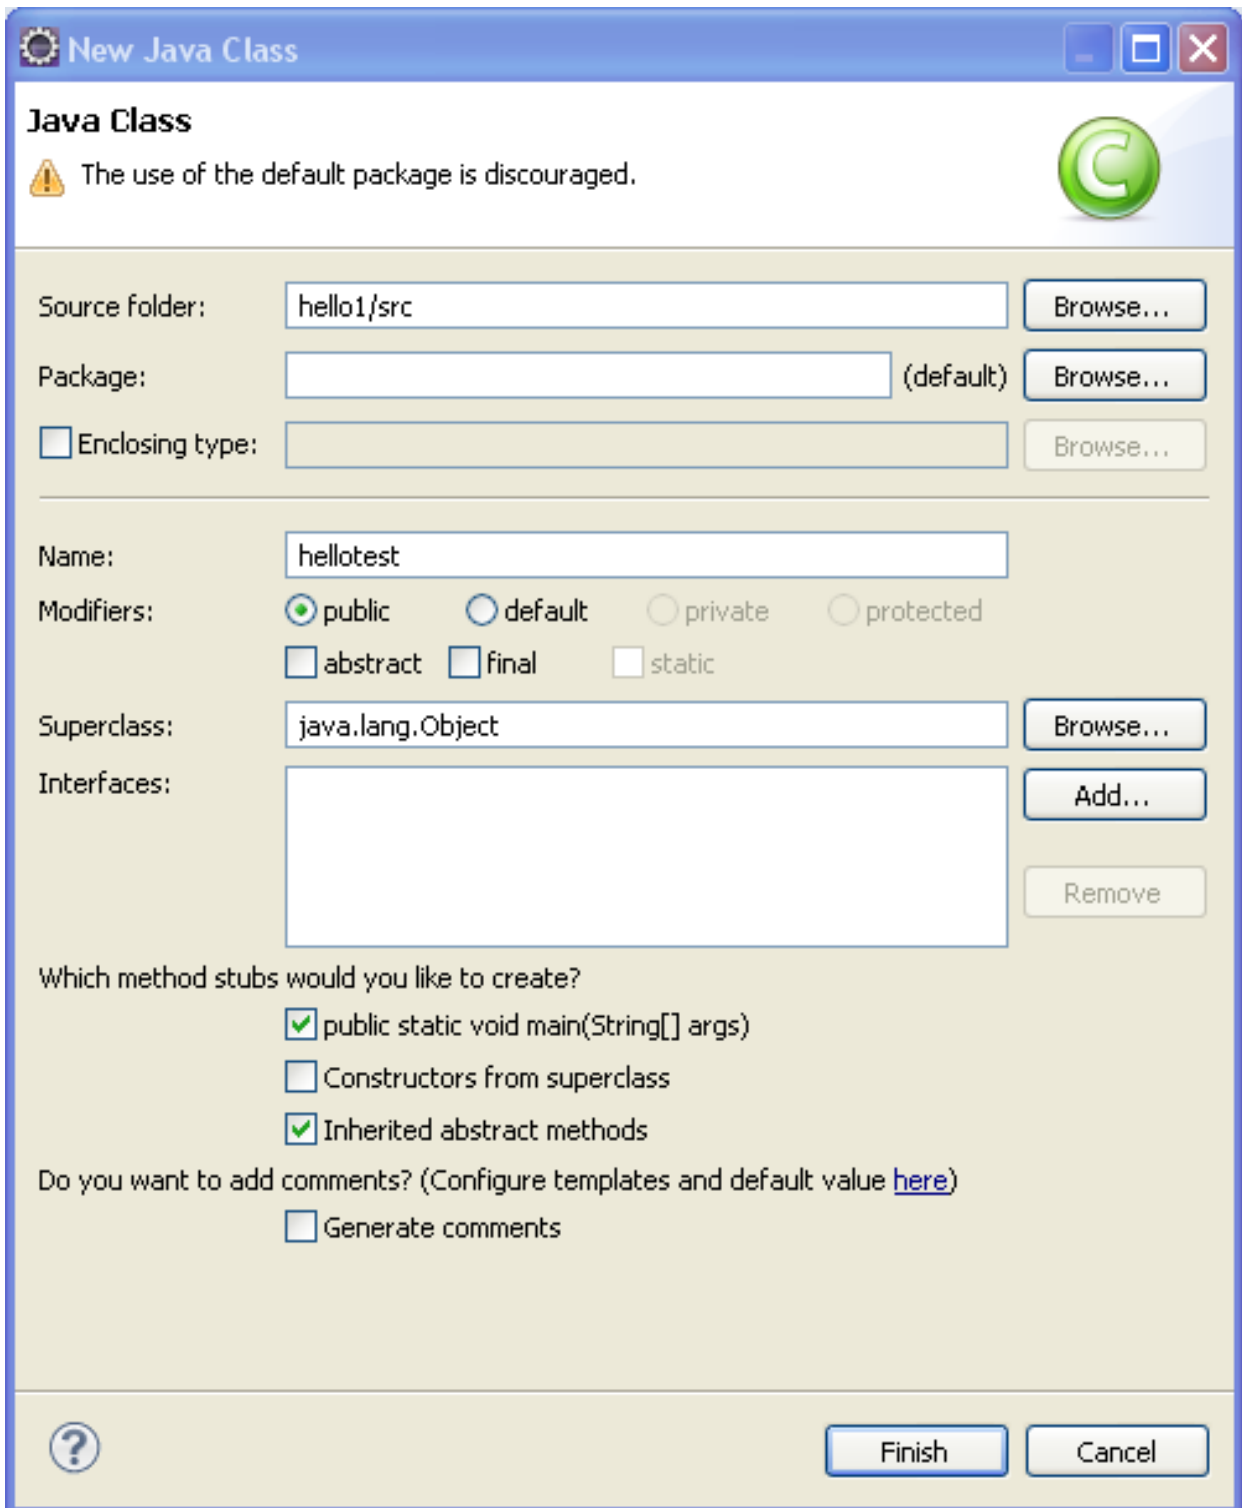 New Java Class
Java Class
The use of the default package is discouraged.
Source folder: hello1/src Browse...
Package: (default) Browse...
Enclosing type: Browse...
Name: hellotest
Modifiers: public default private protected
abstract final static
Superclass: java.lang.Object Browse...
Interfaces: Add...
Remove
Which method stubs would you like to create?
public static void main(String[] args)
Constructors from superclass
Inherited abstract methods
Do you want to add comments? (Configure templates and default value here)
Generate comments
Finish Cancel